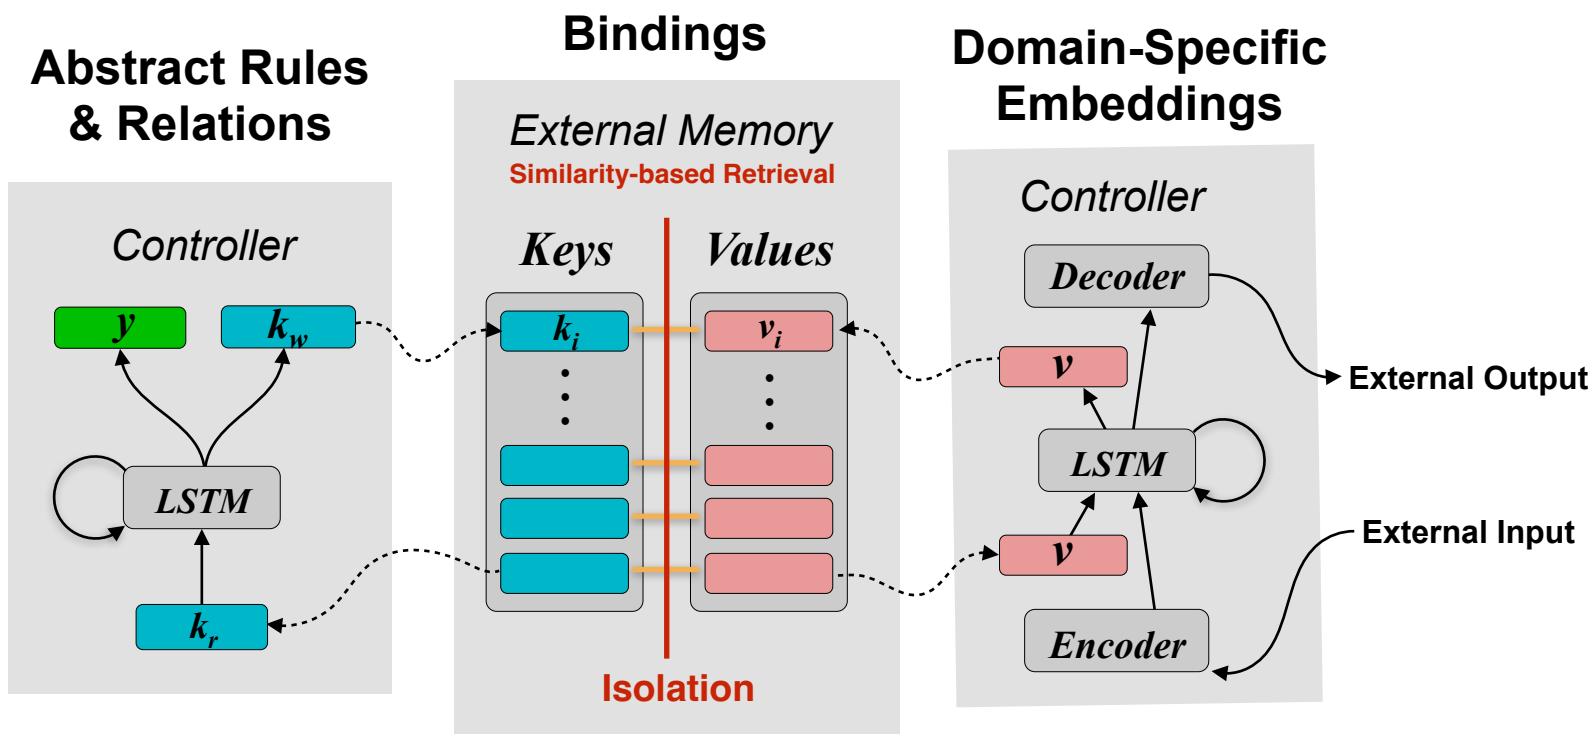 Abstract Rules
& Relations
Controller
y
k_w
LSTM
k_r
Bindings
External Memory
Similarity-based Retrieval
Keys
Values
k_i
v_i
Isolation
Domain-Specific
Embeddings
Controller
Decoder
v
LSTM
v
Encoder
External Output
External Input